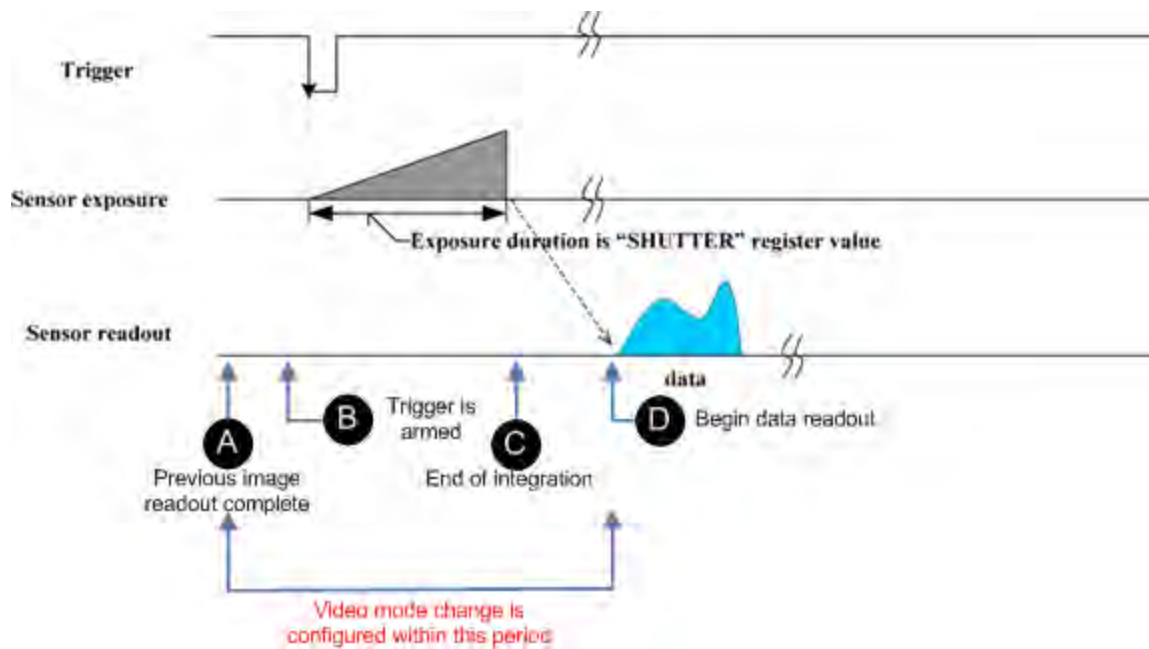 Trigger
Sensor exposure
Exposure duration is “SHUTTER” register value
Sensor readout
data
A
Previous image
readout complete
B
Trigger is
armed
C
End of integration
D
Begin data readout
Video mode change is
configured within this period